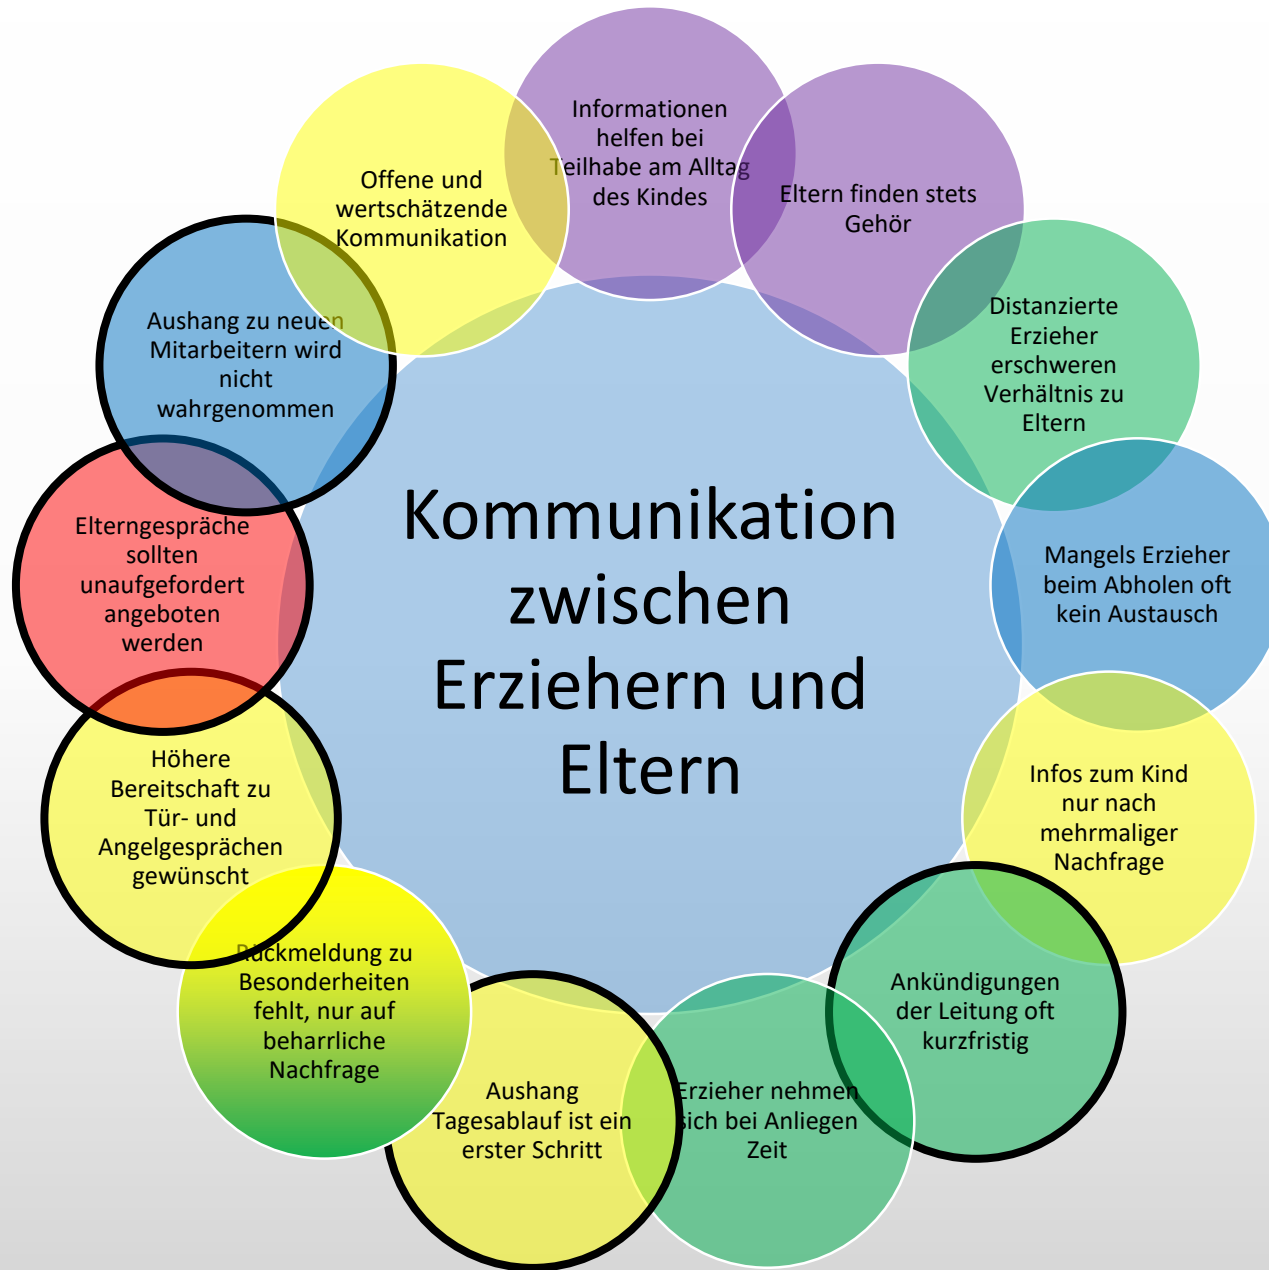 Informationen
helfen bei
Teilhabe am Alltag
des Kindes
Eltern finden stets
Gehör
Distanzierte
Erzieher
erschweren
Verhältnis zu
Eltern
Mangels Erzieher
beim Abholen oft
kein Austausch
Infos zum Kind
nur nach
mehrmaliger
Nachfrage
Ankündigungen
der Leitung oft
kurzfristig
Erzieher nehmen
sich bei Anliegen
Zeit
Aushang
Tagesablauf ist ein
erster Schritt
Rückmeldung zu
Besonderheiten
fehlt, nur auf
beharrliche
Nachfrage
Höhere
Bereitschaft zu
Tür- und
Angelgesprächen
gewünscht
Elterngespräche
sollten
unaufgefordert
angeboten
werden
Aushang zu neuen
Mitarbeitern wird
nicht
wahrgenommen
Offene und
wertschätzende
Kommunikation
Kommunikation
zwischen
Erziehern und
Eltern